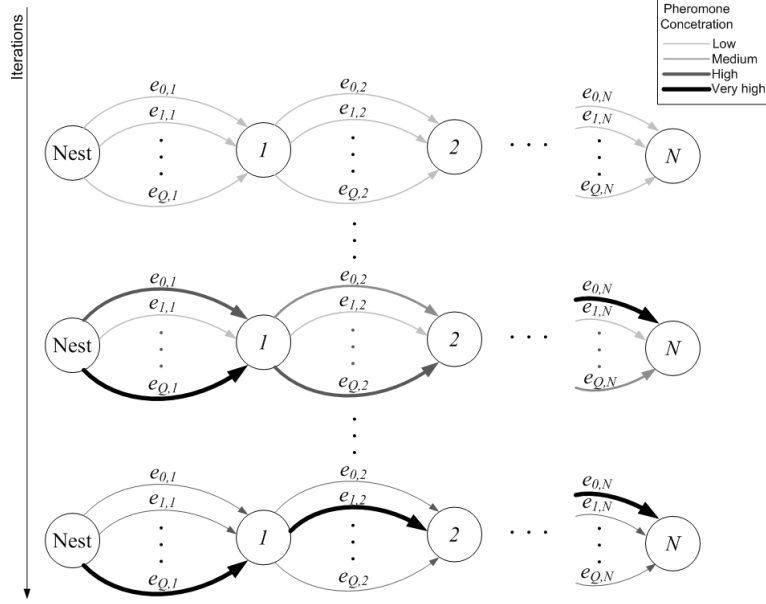 Pheromone
Concetration
Low
Medium
High
Very high
Iterations
e0,1
e1,1
eQ,1
e0,2
e1,2
eQ,2
e0,N
e1,N
eQ,N
Nest
1
2
. . .
N
e0,1
e1,1
eQ,1
e0,2
e1,2
eQ,2
e0,N
e1,N
eQ,N
Nest
1
2
. . .
N
e0,1
e1,1
eQ,1
e0,2
e1,2
eQ,2
e0,N
e1,N
eQ,N
Nest
1
2
. . .
N